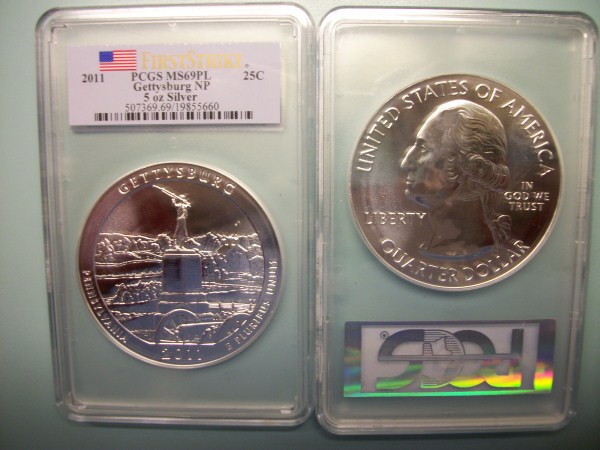 FIRSTSTRIKE
2011 PCGS MS69PL 25C
Gettysburg NP
5 oz Silver
507369.69/19855660
GETTYSBURG
PENNSYLVANIA
2011
E PLURIBUS UNUM
UNITED STATES OF AMERICA
LIBERTY
IN
GOD WE
TRUST
QUARTER DOLLAR
PCGS